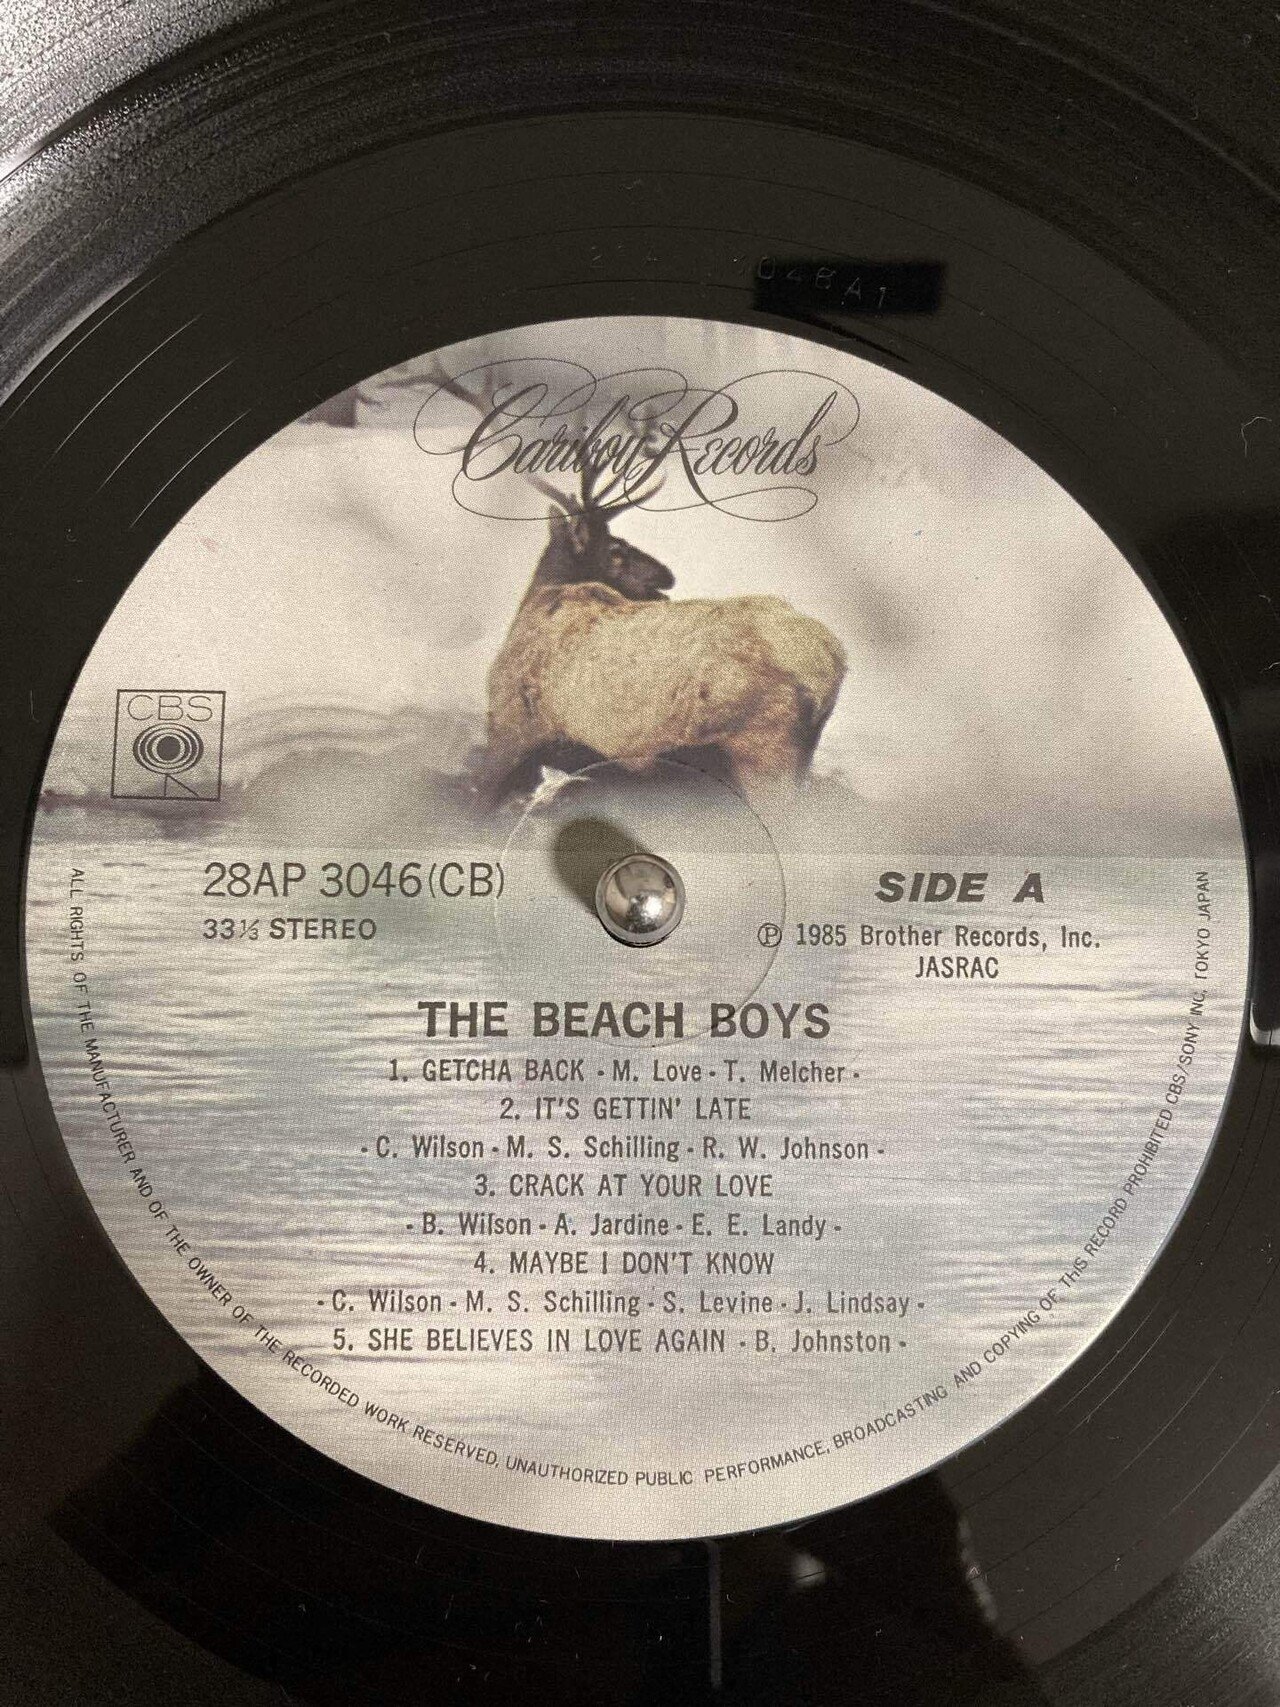 04BA1
Caribou Records
CBS
28AP 3046(CB)
33⅓ STEREO
SIDE A
Ⓟ 1985 Brother Records, Inc.
JASRAC
THE BEACH BOYS
1. GETCHA BACK · M. Love · T. Melcher ·
2. IT'S GETTIN' LATE
· C. Wilson · M. S. Schilling · R. W. Johnson ·
3. CRACK AT YOUR LOVE
· B. Wilson · A. Jardine · E. E. Landy ·
4. MAYBE I DON'T KNOW
· C. Wilson · M. S. Schilling · S. Levine · J. Lindsay ·
5. SHE BELIEVES IN LOVE AGAIN · B. Johnston ·
ALL RIGHTS OF THE MANUFACTURER AND OF THE OWNER OF THE RECORDED WORK RESERVED, UNAUTHORIZED PUBLIC PERFORMANCE, BROADCASTING AND COPYING OF THIS RECORD PROHIBITED CBS/SONY INC. TOKYO JAPAN